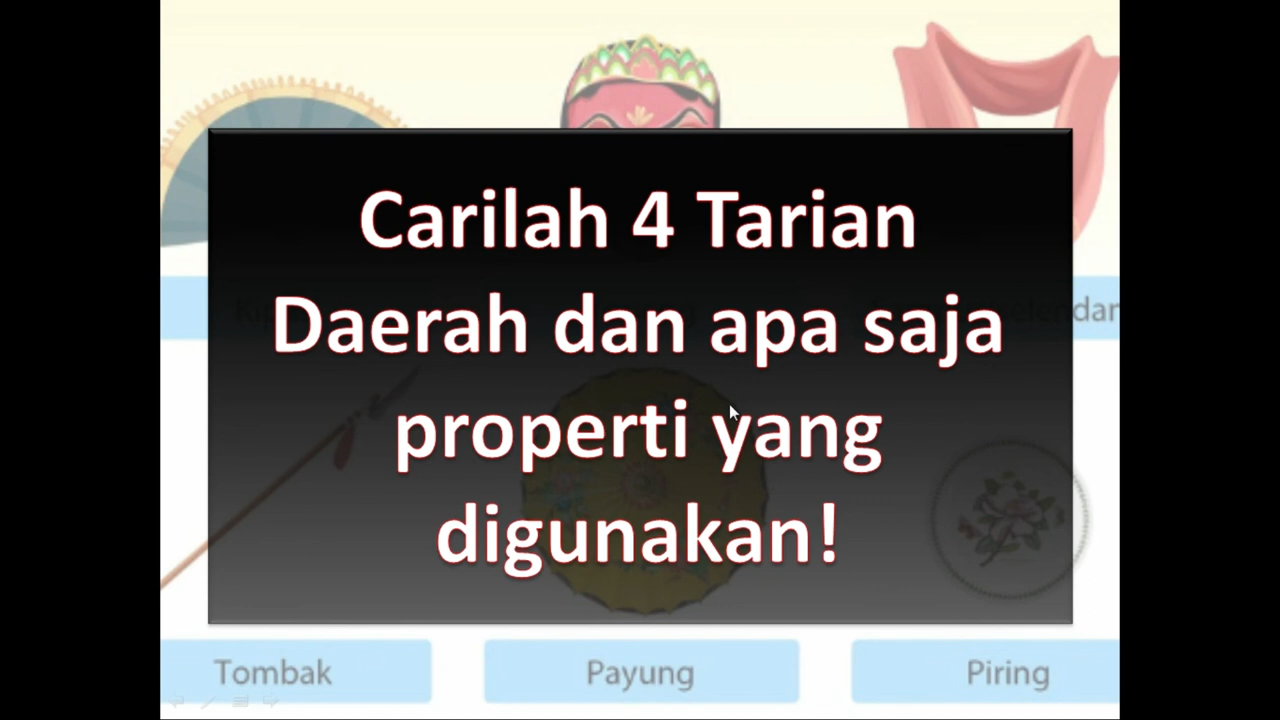 Carilah 4 Tarian
Daerah dan apa saja
properti yang
digunakan!
Tombak
Payung
Piring